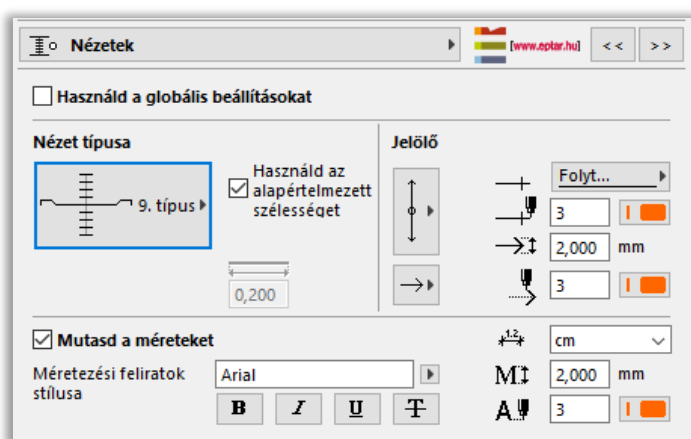 Nézetek
[www.eptar.hu]
<< >>
Használd a globális beállításokat
Nézet típusa
Jelölő
9. típus
Használd az
alapértelmezett
szélességet
0,200
Folyt...
3
2,000 mm
3
Mutasd a méreteket
1.2
cm
Méretezési feliratok
stílusa
Arial
B I U T
M 2,000 mm
A 3